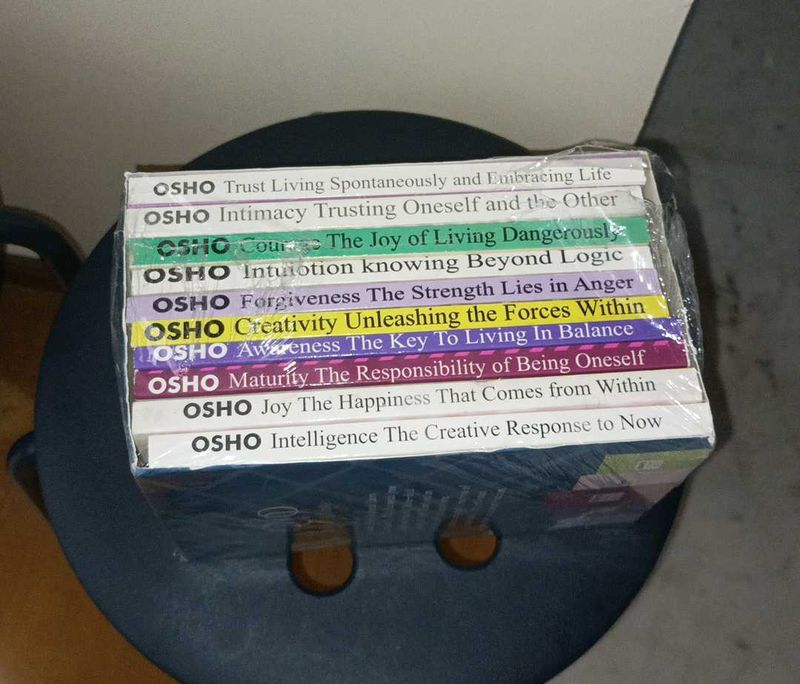 OSHO Trust Living Spontaneously and Embracing Life
OSHO Intimacy Trusting Oneself and the Other
OSHO Courage The Joy of Living Dangerously
OSHO Intuiotion knowing Beyond Logic
OSHO Forgiveness The Strength Lies in Anger
OSHO Creativity Unleashing the Forces Within
OSHO Awareness The Key To Living In Balance
OSHO Maturity The Responsibility of Being Oneself
OSHO Joy The Happiness That Comes from Within
OSHO Intelligence The Creative Response to Now